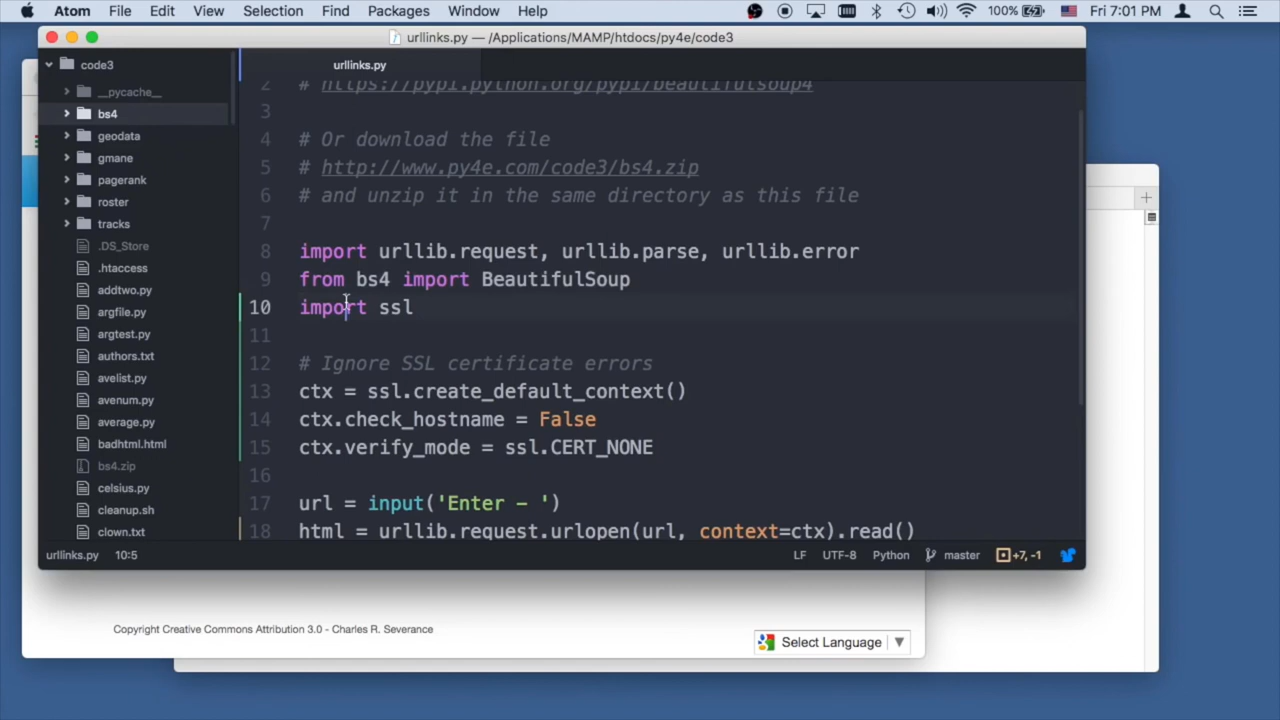 Atom File Edit View Selection Find Packages Window Help 100% Fri 7:01 PM
urllinks.py — /Applications/MAMP/htdocs/py4e/code3
code3
urllinks.py
__pycache__
bs4
geodata
gmane
pagerank
roster
tracks
.DS_Store
.htaccess
addtwo.py
argfile.py
argtest.py
authors.txt
avelist.py
avenum.py
average.py
badhtml.html
bs4.zip
celsius.py
cleanup.sh
clown.txt
2 # https://pypi.python.org/pypi/beautifulsoup4
3
4 # Or download the file
5 # http://www.py4e.com/code3/bs4.zip
6 # and unzip it in the same directory as this file
7
8 import urllib.request, urllib.parse, urllib.error
9 from bs4 import BeautifulSoup
10 import ssl
11
12 # Ignore SSL certificate errors
13 ctx = ssl.create_default_context()
14 ctx.check_hostname = False
15 ctx.verify_mode = ssl.CERT_NONE
16
17 url = input('Enter - ')
18 html = urllib.request.urlopen(url, context=ctx).read()
urllinks.py 10:5 LF UTF-8 Python master +7, -1
Copyright Creative Commons Attribution 3.0 - Charles R. Severance
Select Language